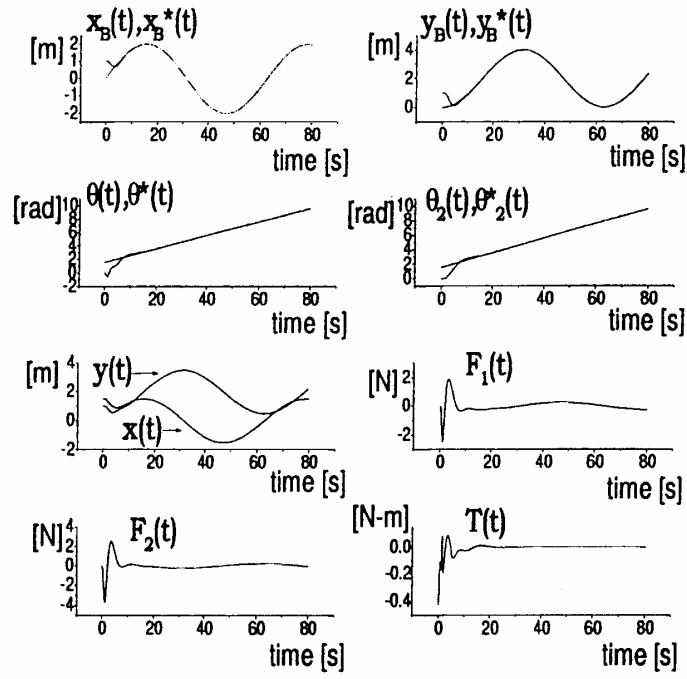 x_B(t),x_B*(t)
[m]
2
1
0
-1
-2
0 20 40 60 80
time [s]
y_B(t),y_B*(t)
[m]
4
2
0
0 20 40 60 80
time [s]
θ(t),θ*(t)
[rad]
10
8
6
4
2
0
-2
0 20 40 60 80
time [s]
θ_2(t),θ*_2(t)
[rad]
10
8
6
4
2
0
-2
0 20 40 60 80
time [s]
[m]
4
2
0
-2
y(t)
x(t)
0 20 40 60 80
time [s]
F_1(t)
[N]
2
0
-2
0 20 40 60 80
time [s]
F_2(t)
[N]
4
2
0
-2
-4
0 20 40 60 80
time [s]
T(t)
[N-m]
0.0
-0.2
-0.4
0 20 40 60 80
time [s]